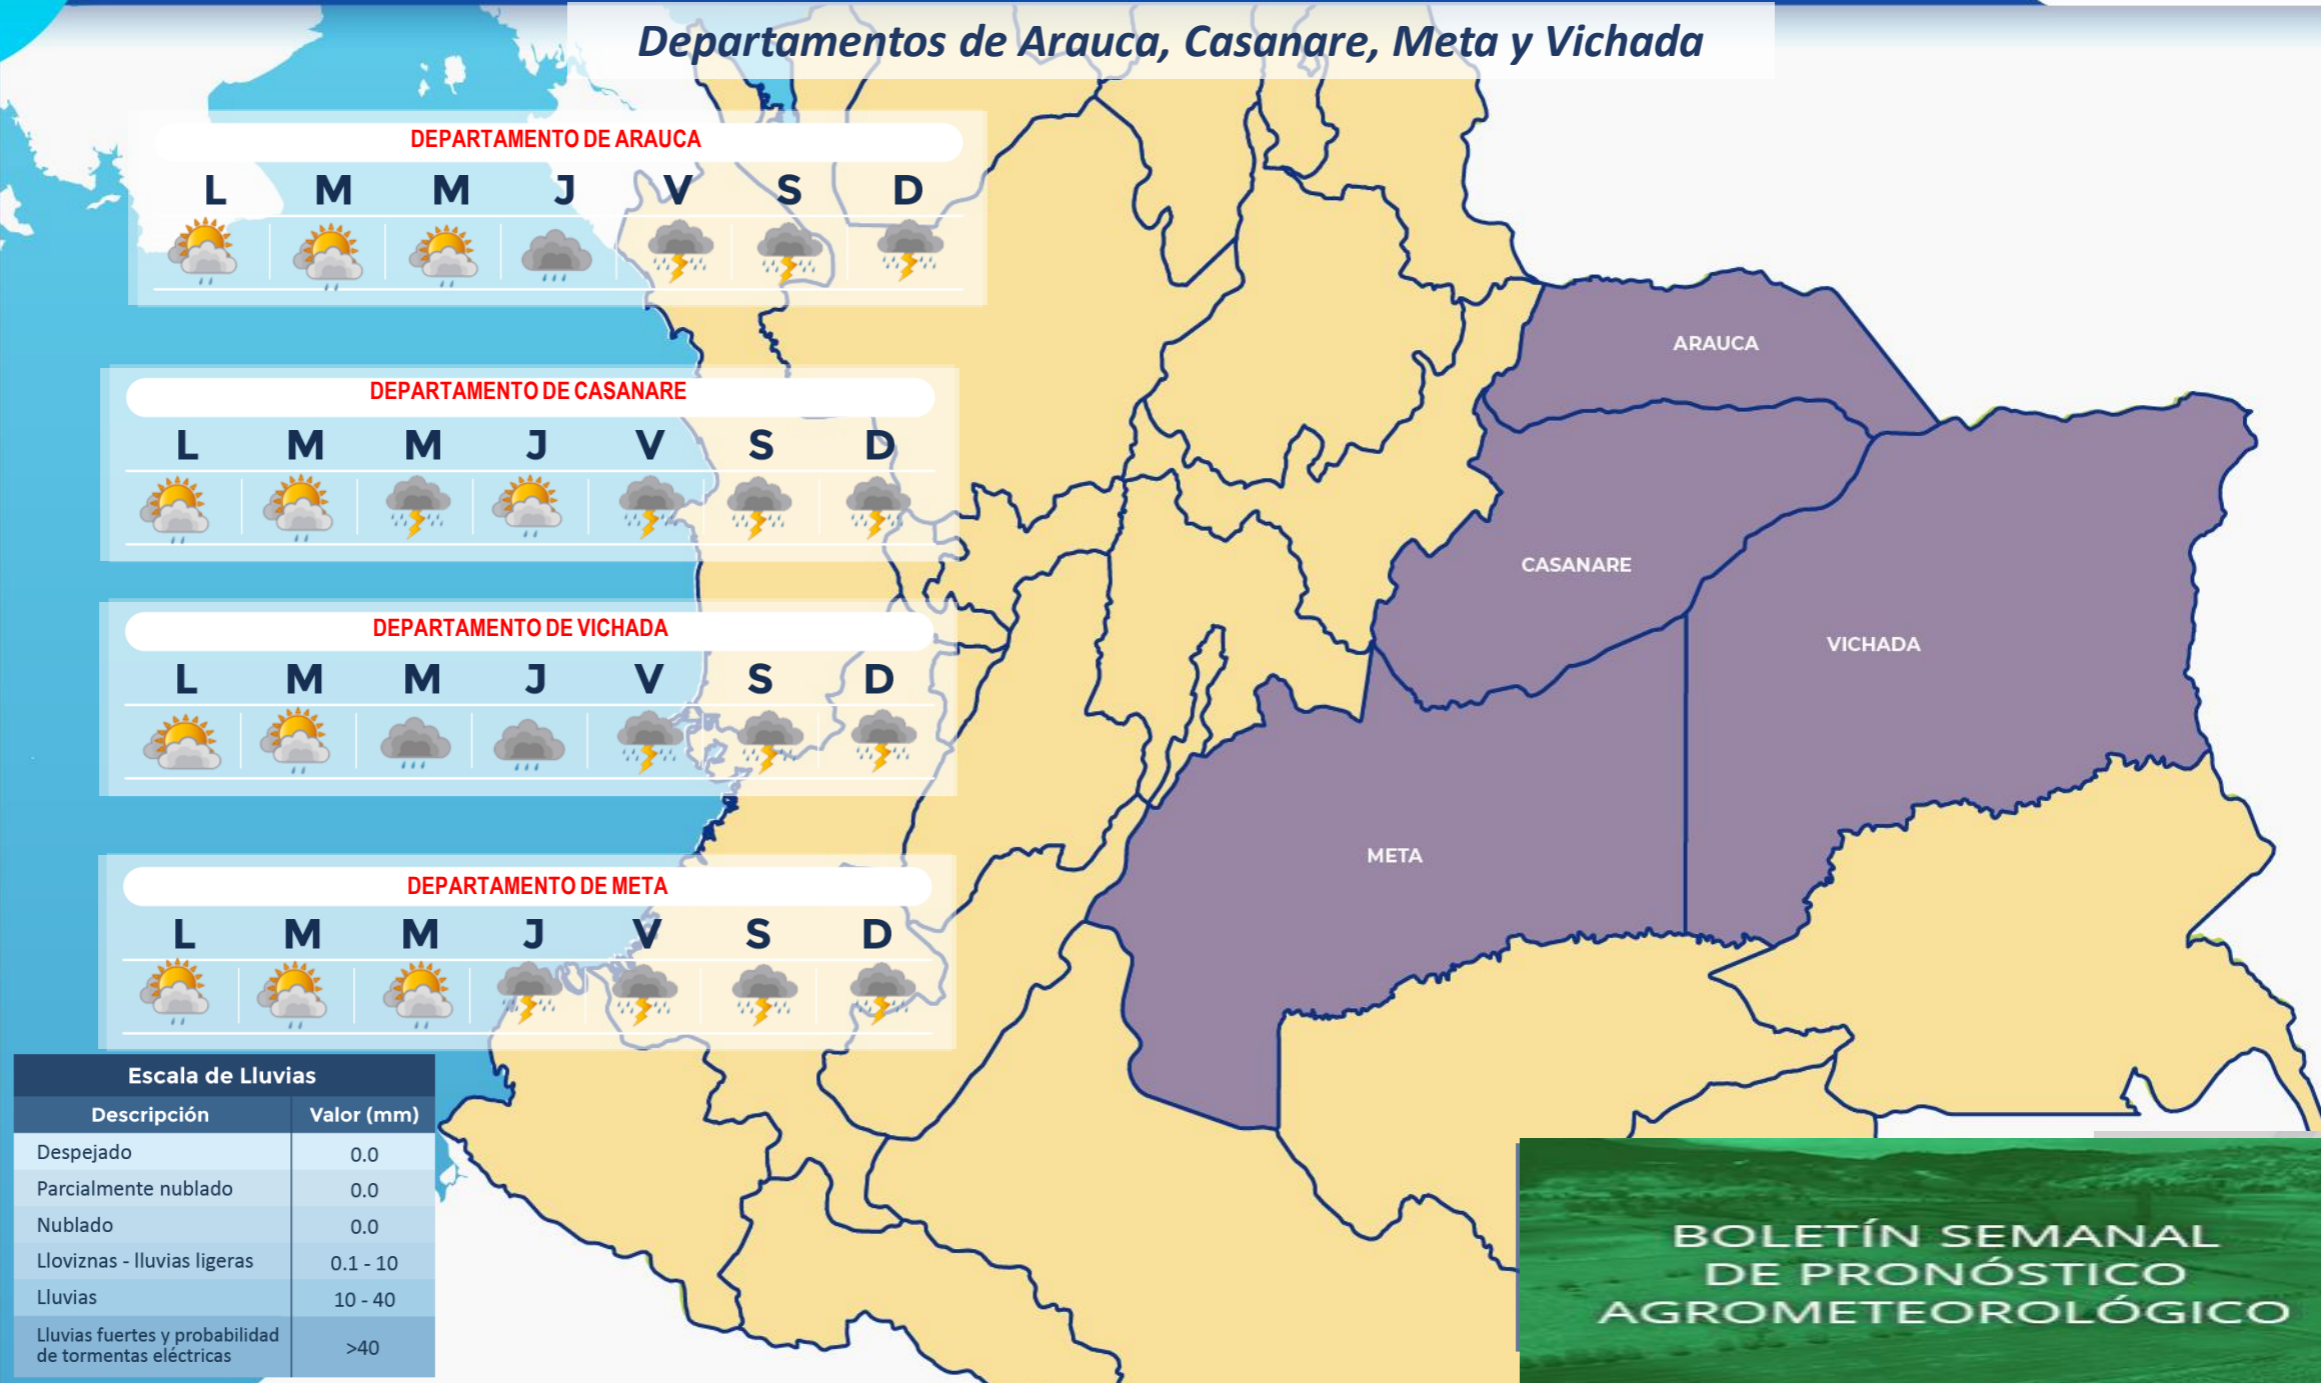 Departamentos de Arauca, Casanare, Meta y Vichada
DEPARTAMENTO DE ARAUCA
L M M J V S D
DEPARTAMENTO DE CASANARE
L M M J V S D
DEPARTAMENTO DE VICHADA
L M M J V S D
DEPARTAMENTO DE META
L M M J V S D
ARAUCA
CASANARE
VICHADA
META
Escala de Lluvias
Descripción Valor (mm)
Despejado 0.0
Parcialmente nublado 0.0
Nublado 0.0
Lloviznas - lluvias ligeras 0.1 - 10
Lluvias 10 - 40
Lluvias fuertes y probabilidad
de tormentas eléctricas >40
BOLETÍN SEMANAL
DE PRONÓSTICO
AGROMETEOROLÓGICO